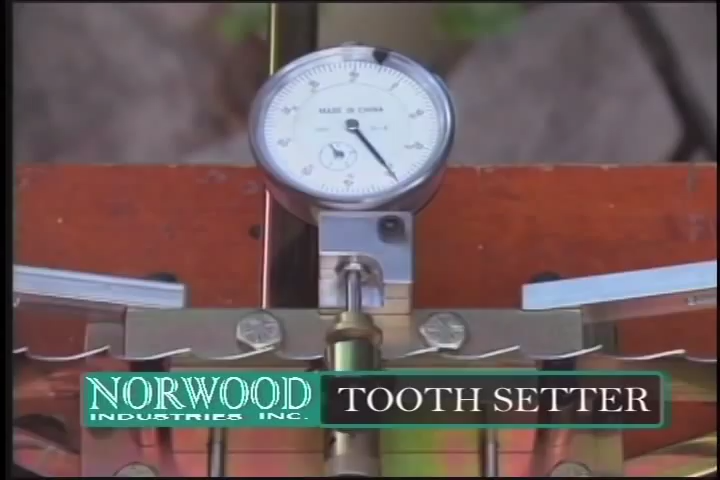 MADE IN CHINA
NORWOOD
INDUSTRIES INC.
TOOTH SETTER